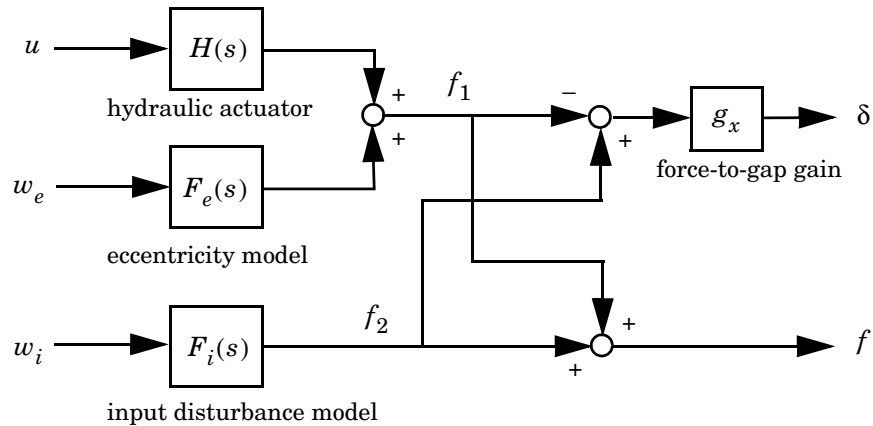 u
H(s)
hydraulic actuator
+
+
f₁
−
+
gₓ
δ
force-to-gap gain
wₑ
Fₑ(s)
eccentricity model
wᵢ
Fᵢ(s)
f₂
+
+
f
input disturbance model